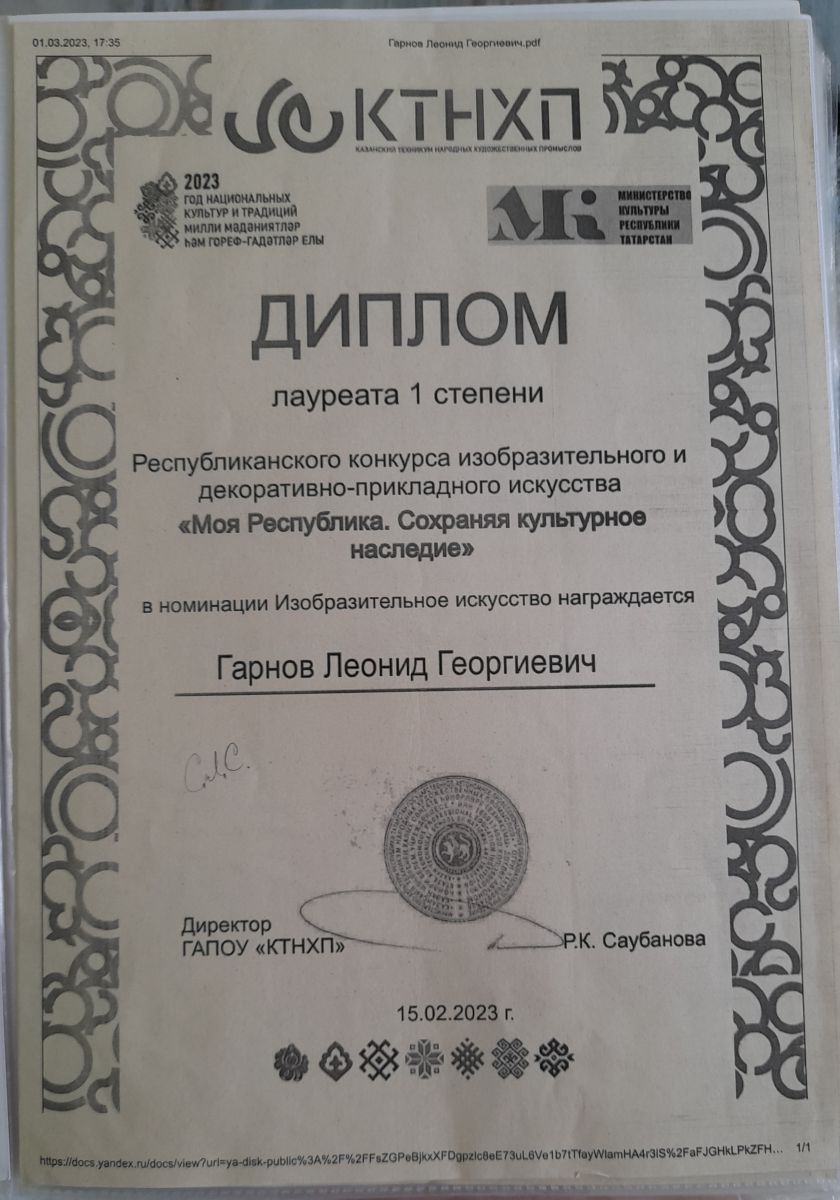 01.03.2023, 17:35 Гарнов Леонид Георгиевич.pdf
КТНХП
КАЗАНСКИЙ ТЕХНИКУМ НАРОДНЫХ ХУДОЖЕСТВЕННЫХ ПРОМЫСЛОВ
2023
ГОД НАЦИОНАЛЬНЫХ
КУЛЬТУР И ТРАДИЦИЙ
МИЛЛИ МӘДӘНИЯТЛӘР
ҺӘМ ГОРЕФ-ГАДӘТЛӘР ЕЛЫ
МК
МИНИСТЕРСТВО
КУЛЬТУРЫ
РЕСПУБЛИКИ
ТАТАРСТАН
ДИПЛОМ
лауреата 1 степени
Республиканского конкурса изобразительного и
декоративно-прикладного искусства
«Моя Республика. Сохраняя культурное
наследие»
в номинации Изобразительное искусство награждается
Гарнов Леонид Георгиевич
Директор
ГАПОУ «КТНХП»
Р.К. Саубанова
15.02.2023 г.
1/1